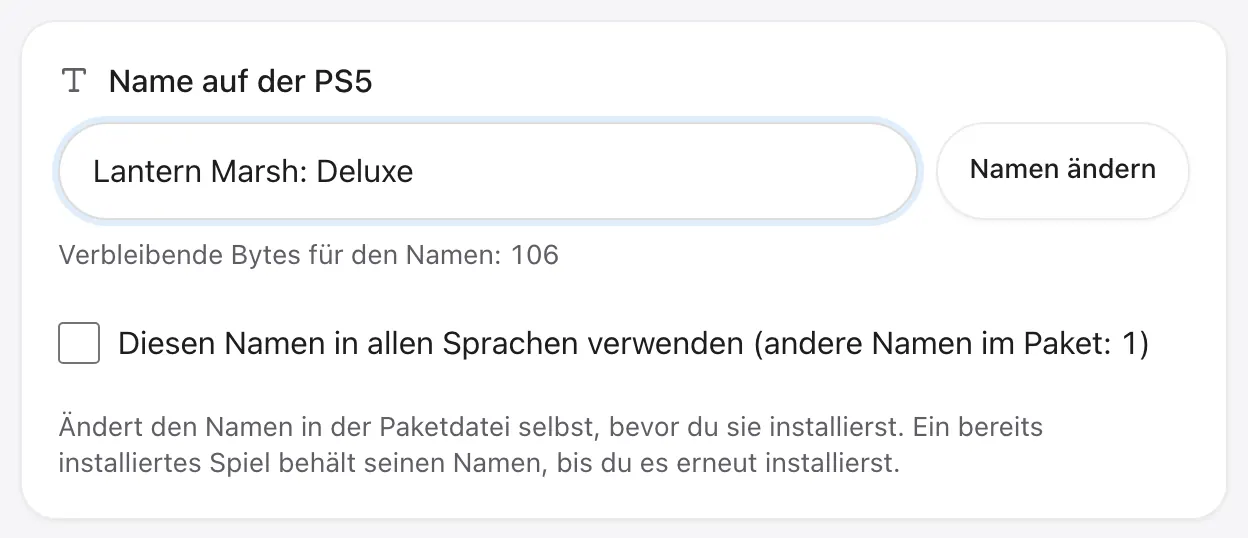 Name auf der PS5
Lantern Marsh: Deluxe
Namen ändern
Verbleibende Bytes für den Namen: 106
Diesen Namen in allen Sprachen verwenden (andere Namen im Paket: 1)
Ändert den Namen in der Paketdatei selbst, bevor du sie installierst. Ein bereits
installiertes Spiel behält seinen Namen, bis du es erneut installierst.